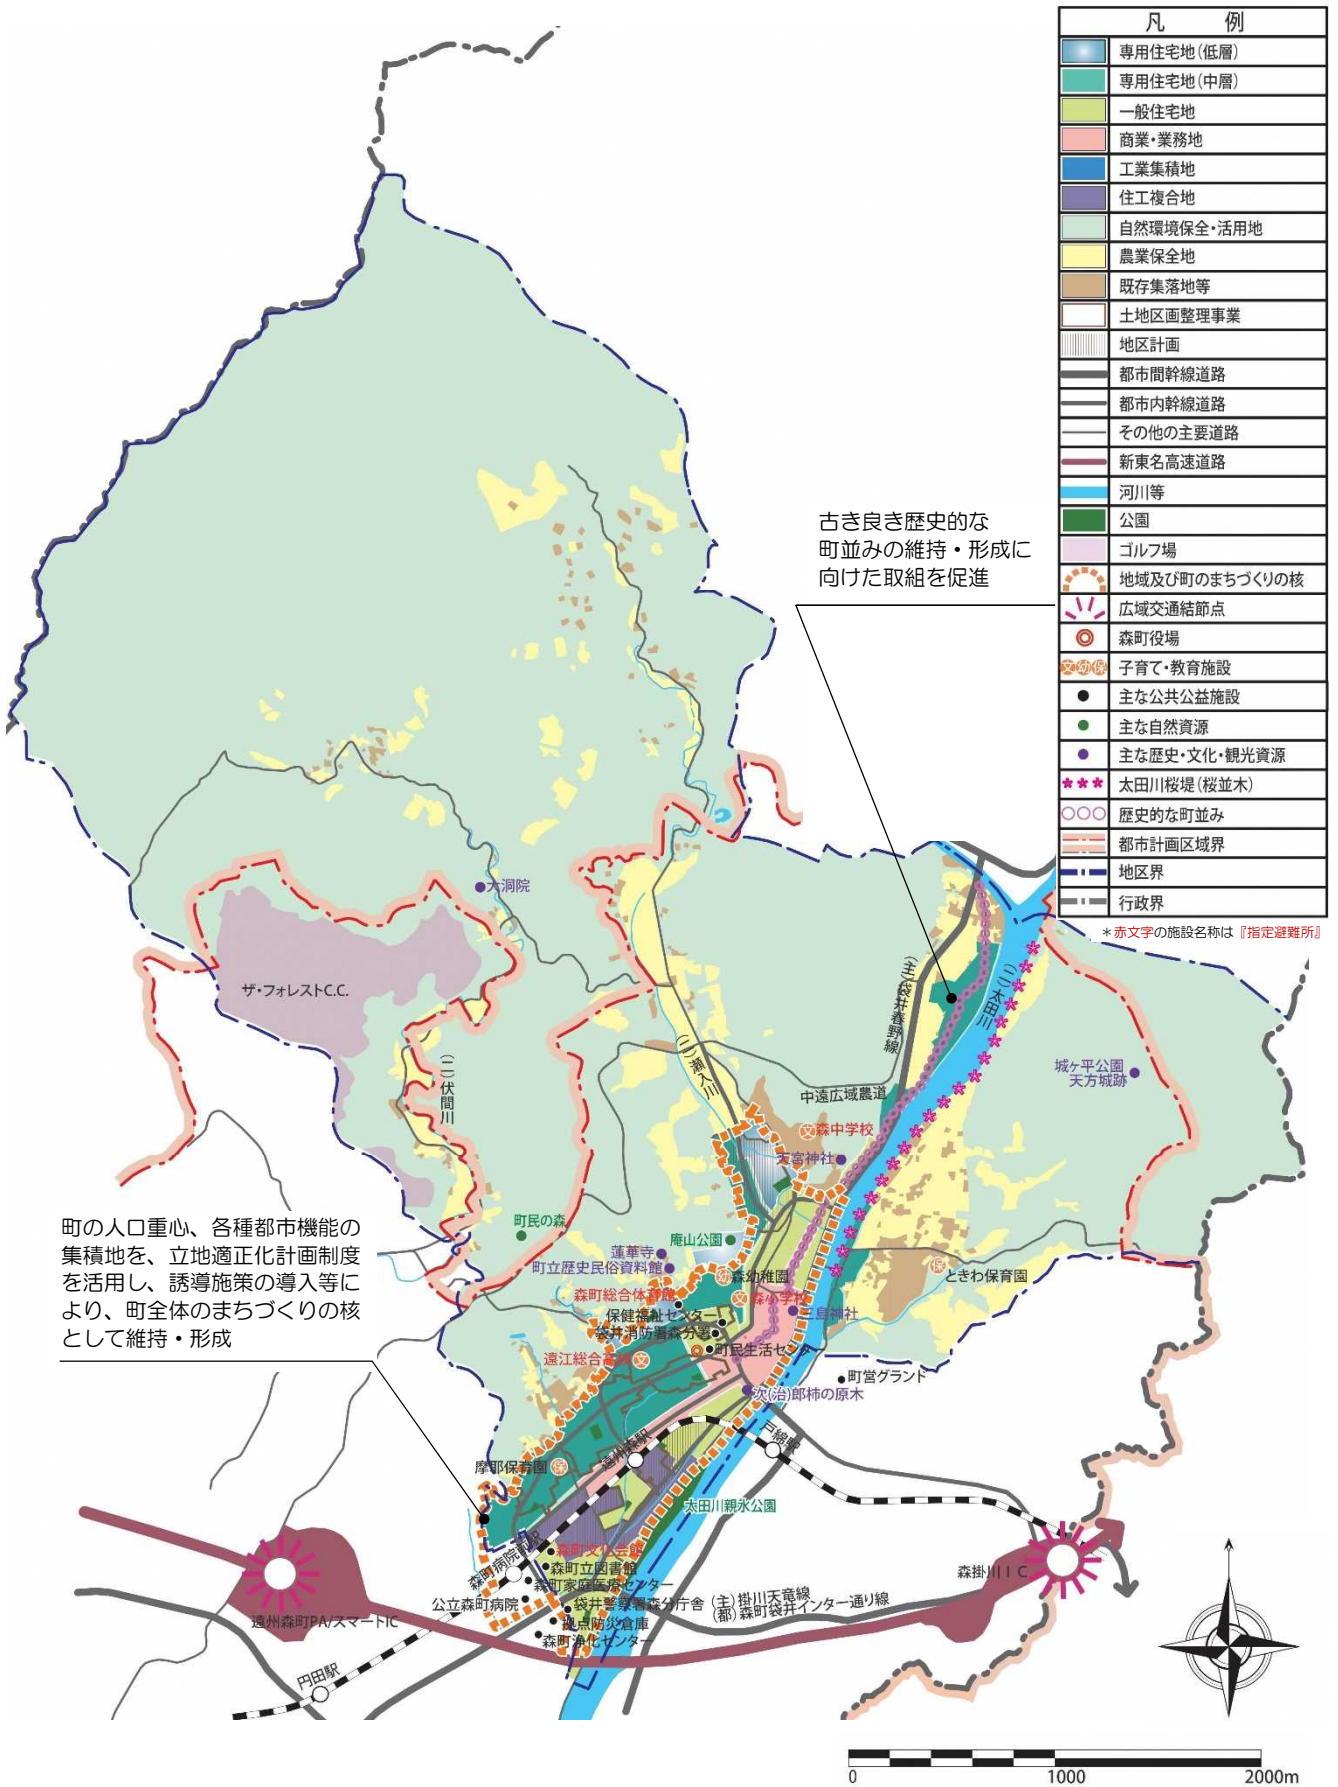 凡 例
専用住宅地(低層)
専用住宅地(中層)
一般住宅地
商業・業務地
工業集積地
住工複合地
自然環境保全・活用地
農業保全地
既存集落地等
土地区画整理事業
地区計画
都市間幹線道路
都市内幹線道路
その他の主要道路
新東名高速道路
河川等
公園
ゴルフ場
地域及び町のまちづくりの核
広域交通結節点
森町役場
文幼保 子育て・教育施設
主な公共公益施設
主な自然資源
主な歴史・文化・観光資源
太田川桜堤(桜並木)
歴史的な町並み
都市計画区域界
地区界
行政界
＊赤文字の施設名称は『指定避難所』
古き良き歴史的な
町並みの維持・形成に
向けた取組を促進
大洞院
ザ・フォレストC.C.
(二)伏間川
(二)瀬入川
(主)袋井春野線
(二)太田川
中遠広域農道
城ヶ平公園
天方城跡
文 森中学校
天宮神社
町の人口重心、各種都市機能の
集積地を、立地適正化計画制度
を活用し、誘導施策の導入等に
より、町全体のまちづくりの核
として維持・形成
町民の森
庵山公園
蓮華寺
町立歴史民俗資料館
幼 森幼稚園
保
ときわ保育園
森町総合体育館
文 森小学校
保健福祉センター
三島神社
袋井消防署森分署
町民生活センター
遠江総合高校 文
町営グランド
次(治)郎柿の原木
戸綿駅
遠州森駅
摩耶保育園 保
太田川親水公園
森町病院前駅
森町文化会館
森町立図書館
森町家庭医療センター
公立森町病院
袋井警察署森分庁舎
(主)掛川天竜線
(都)森町袋井インター通り線
拠点防災倉庫
森町浄化センター
森掛川IC
遠州森町PA/スマートIC
円田駅
0 1000 2000m